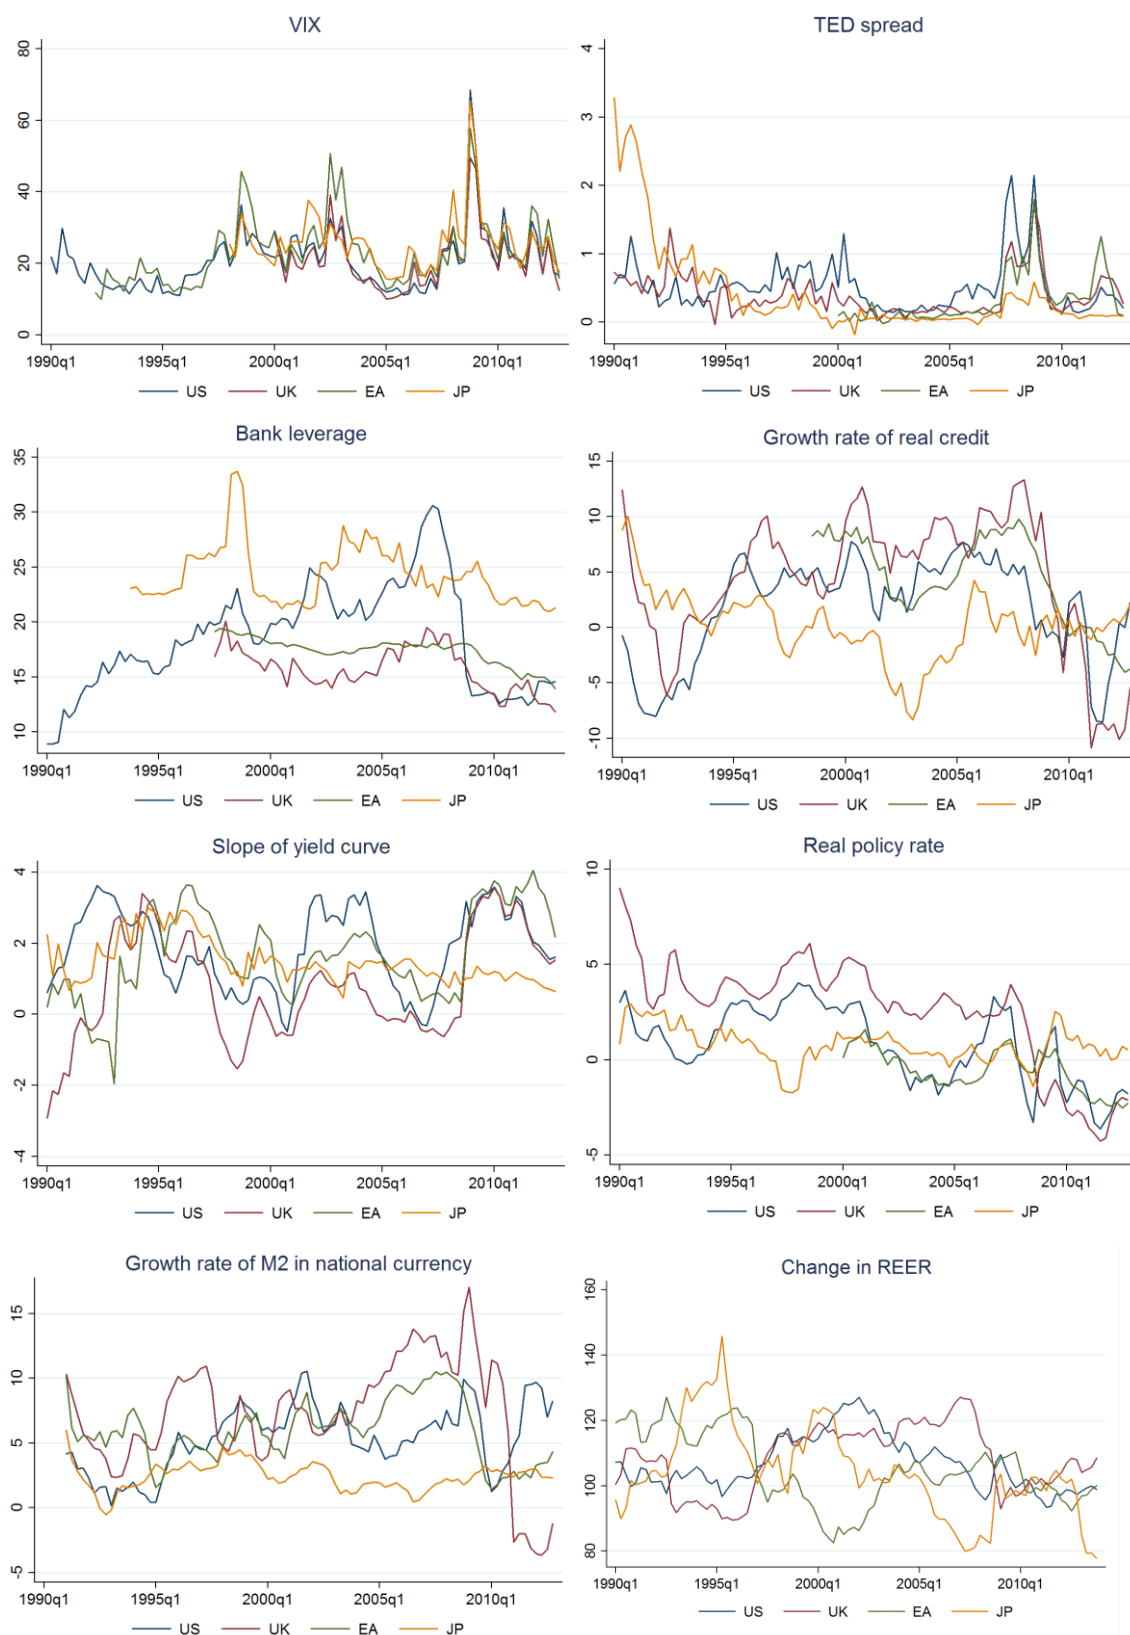 VIX
80
60
40
20
0
1990q1 1995q1 2000q1 2005q1 2010q1
US UK EA JP
TED spread
4
3
2
1
0
1990q1 1995q1 2000q1 2005q1 2010q1
US UK EA JP
Bank leverage
35
30
25
20
15
10
1990q1 1995q1 2000q1 2005q1 2010q1
US UK EA JP
Growth rate of real credit
15
10
5
0
-5
-10
1990q1 1995q1 2000q1 2005q1 2010q1
US UK EA JP
Slope of yield curve
4
2
0
-2
-4
1990q1 1995q1 2000q1 2005q1 2010q1
US UK EA JP
Real policy rate
10
5
0
-5
1990q1 1995q1 2000q1 2005q1 2010q1
US UK EA JP
Growth rate of M2 in national currency
15
10
5
0
-5
1990q1 1995q1 2000q1 2005q1 2010q1
US UK EA JP
Change in REER
160
140
120
100
80
1990q1 1995q1 2000q1 2005q1 2010q1
US UK EA JP